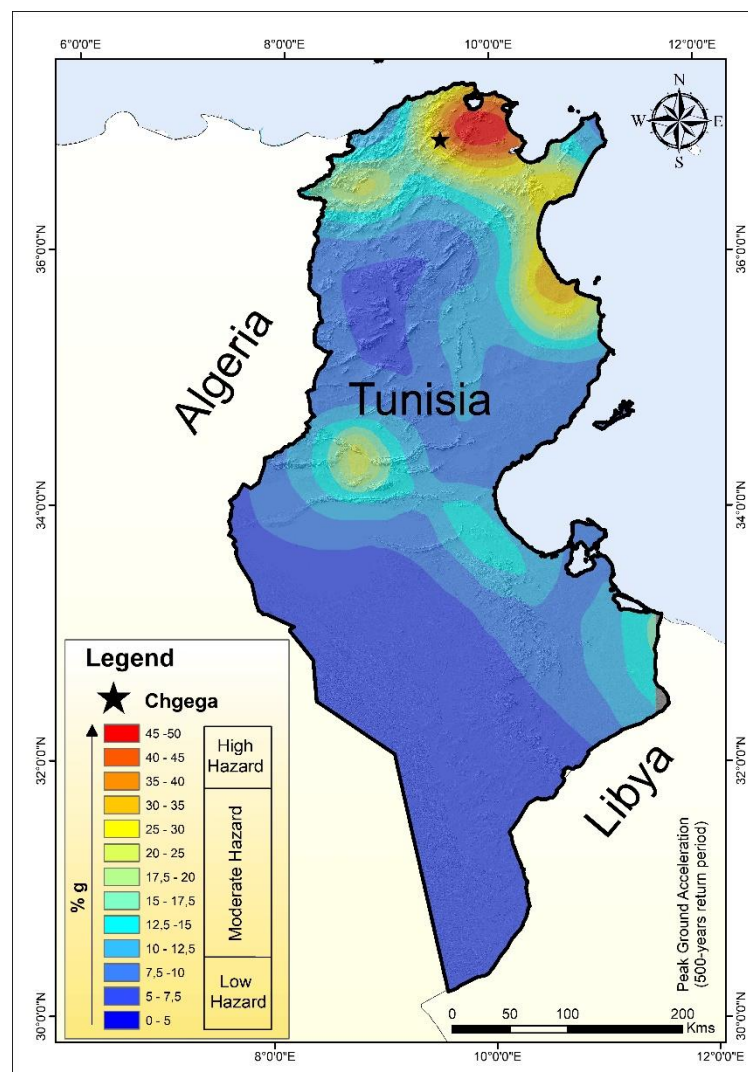 6°0'0"E 8°0'0"E 10°0'0"E 12°0'0"E
N
W E
S
36°0'0"N 36°0'0"N
Algeria
Tunisia
34°0'0"N 34°0'0"N
Legend
Chgega
45 -50
40 - 45
35 - 40
30 - 35
25 - 30
20 - 25
17,5 - 20
15 - 17,5
12,5 - 15
10 - 12,5
7,5 - 10
5 - 7,5
0 - 5
% g
High
Hazard
Moderate Hazard
Low
Hazard
32°0'0"N 32°0'0"N
Libya
Peak Ground Acceleration
(500-years return period)
0 50 100 200
Kms
30°0'0"N 30°0'0"N
8°0'0"E 10°0'0"E 12°0'0"E